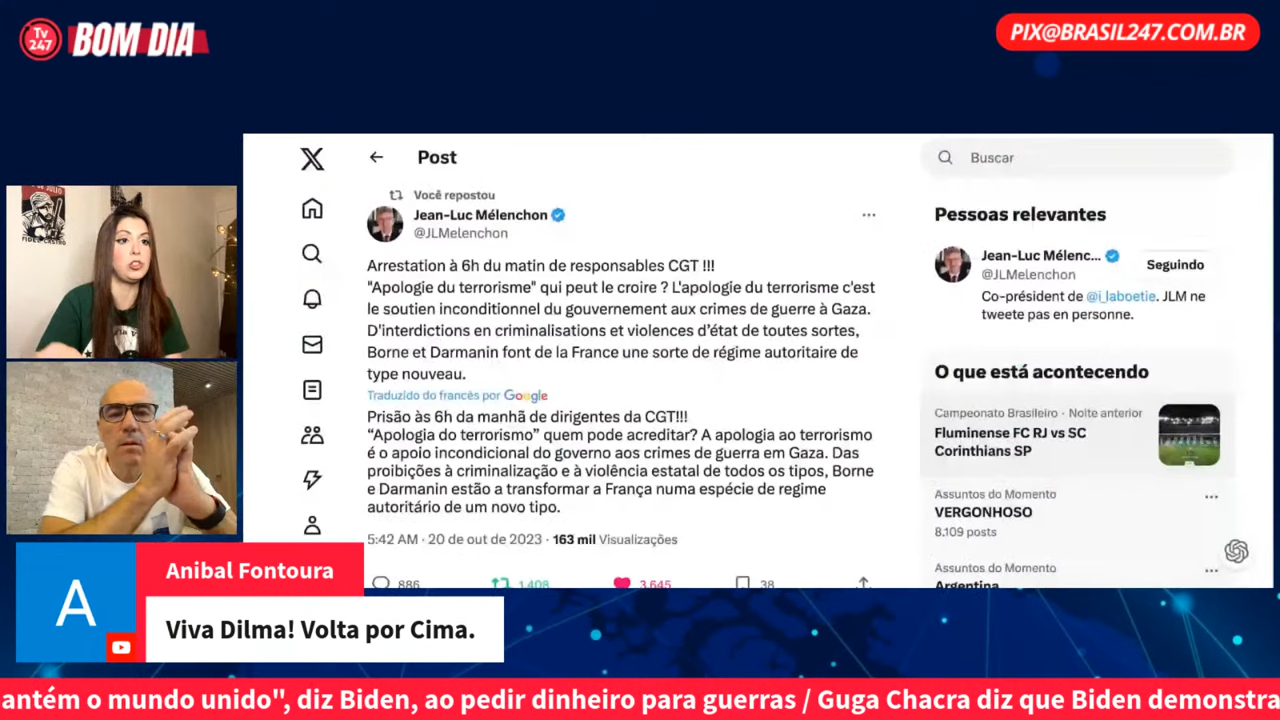 Tv
247
BOM DIA
PIX@BRASIL247.COM.BR
FIDEL CASTRO
Post
Buscar
Você repostou
Jean-Luc Mélenchon
@JLMelenchon
Arrestation à 6h du matin de responsables CGT !!!
"Apologie du terrorisme" qui peut le croire ? L'apologie du terrorisme c'est
le soutien inconditionnel du gouvernement aux crimes de guerre à Gaza.
D'interdictions en criminalisations et violences d’état de toutes sortes,
Borne et Darmanin font de la France une sorte de régime autoritaire de
type nouveau.
Traduzido do francês por Google
Prisão às 6h da manhã de dirigentes da CGT!!!
“Apologia do terrorismo” quem pode acreditar? A apologia ao terrorismo
é o apoio incondicional do governo aos crimes de guerra em Gaza. Das
proibições à criminalização e à violência estatal de todos os tipos, Borne
e Darmanin estão a transformar a França numa espécie de regime
autoritário de um novo tipo.
5:42 AM · 20 de out de 2023 · 163 mil Visualizações
886 1.408 3.645 38
Pessoas relevantes
Jean-Luc Mélenc...
@JLMelenchon
Seguindo
Co-président de @i_laboetie. JLM ne
tweete pas en personne.
O que está acontecendo
Campeonato Brasileiro · Noite anterior
Fluminense FC RJ vs SC
Corinthians SP
Assuntos do Momento
VERGONHOSO
8.109 posts
Assuntos do Momento
Argentina
A
Anibal Fontoura
Viva Dilma! Volta por Cima.
antém o mundo unido", diz Biden, ao pedir dinheiro para guerras / Guga Chacra diz que Biden demonstra